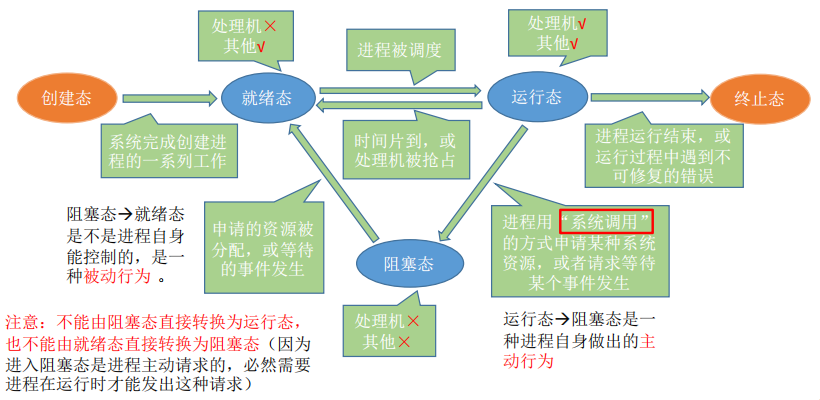 处理机×
其他√
进程被调度
处理机√
其他√
创建态
就绪态
运行态
终止态
系统完成创建进
程的一系列工作
时间片到，或
处理机被抢占
进程运行结束，或
运行过程中遇到不
可修复的错误
阻塞态→就绪态
是不是进程自身
能控制的，是一
种被动行为 。
申请的资源被
分配，或等待
的事件发生
进程用“系统调用”
的方式申请某种系统
资源，或者请求等待
某个事件发生
阻塞态
处理机×
其他×
注意：不能由阻塞态直接转换为运行态，
也不能由就绪态直接转换为阻塞态（因为
进入阻塞态是进程主动请求的，必然需要
进程在运行时才能发出这种请求）
运行态→阻塞态是一
种进程自身做出的主
动行为